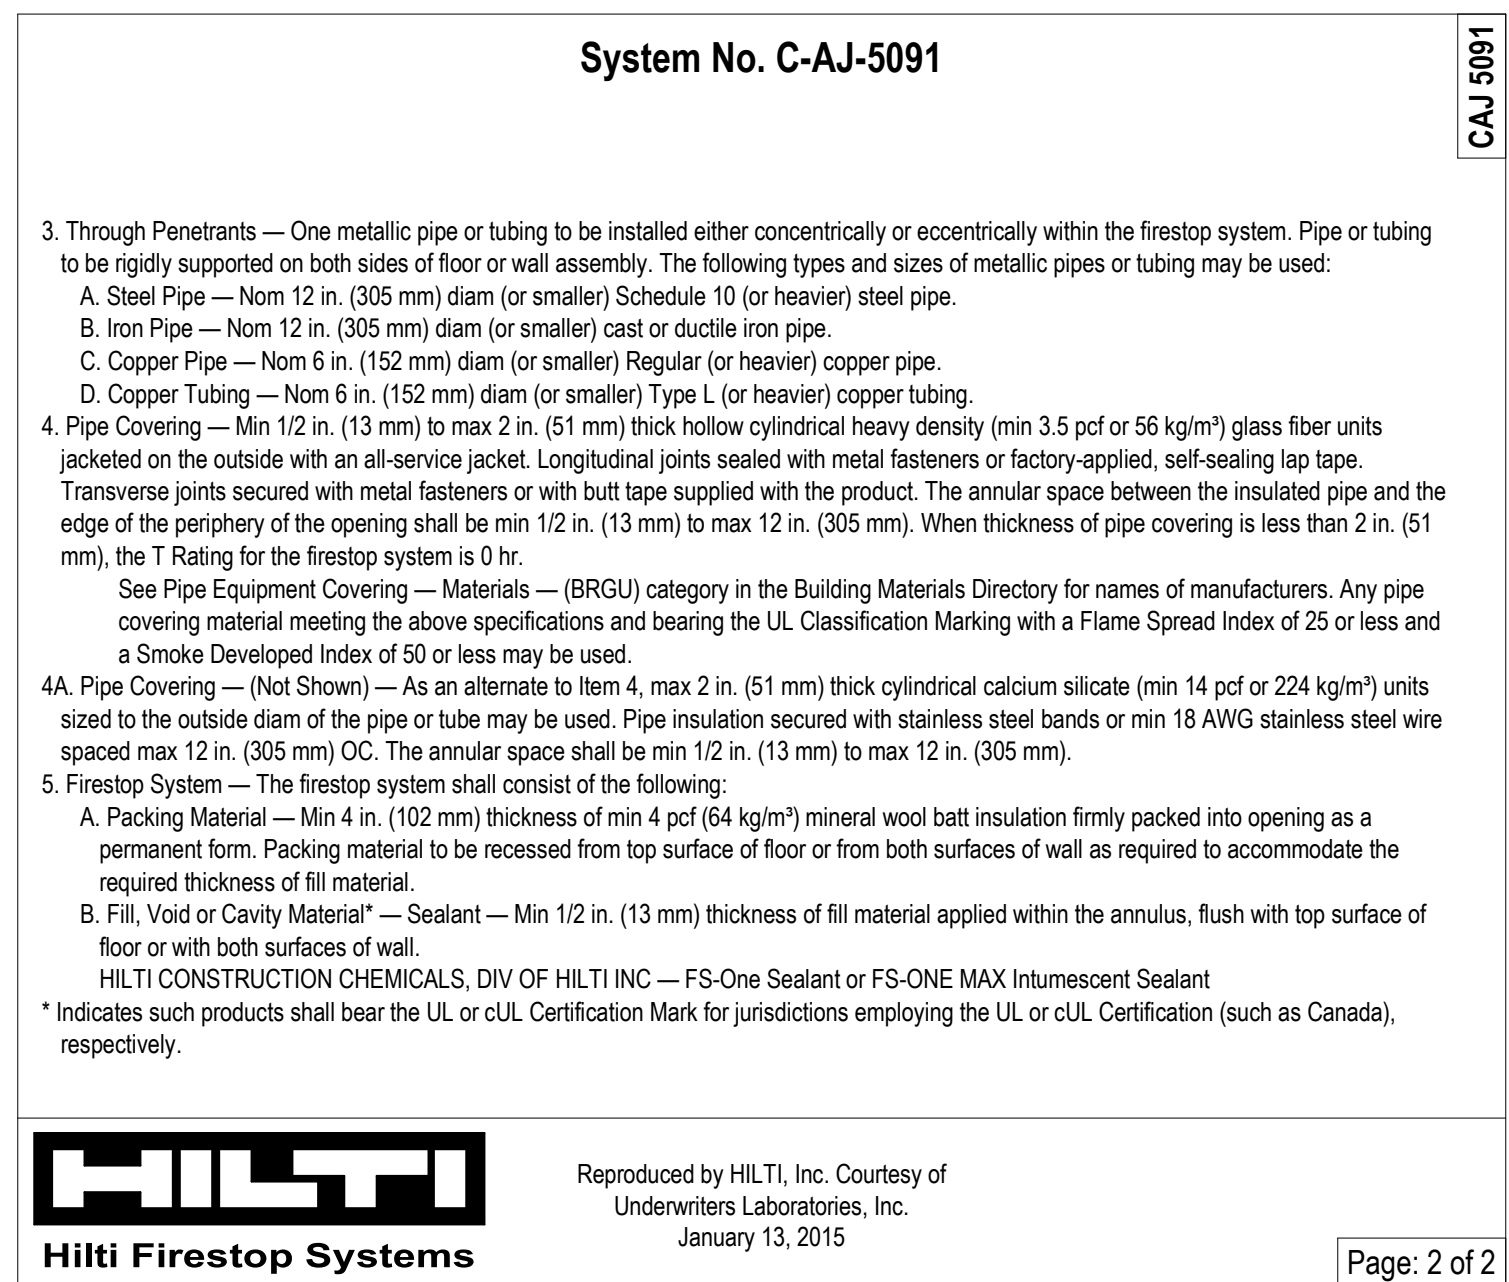 System No. C-AJ-5091
CAJ 5091
3. Through Penetrants — One metallic pipe or tubing to be installed either concentrically or eccentrically within the firestop system. Pipe or tubing
to be rigidly supported on both sides of floor or wall assembly. The following types and sizes of metallic pipes or tubing may be used:
A. Steel Pipe — Nom 12 in. (305 mm) diam (or smaller) Schedule 10 (or heavier) steel pipe.
B. Iron Pipe — Nom 12 in. (305 mm) diam (or smaller) cast or ductile iron pipe.
C. Copper Pipe — Nom 6 in. (152 mm) diam (or smaller) Regular (or heavier) copper pipe.
D. Copper Tubing — Nom 6 in. (152 mm) diam (or smaller) Type L (or heavier) copper tubing.
4. Pipe Covering — Min 1/2 in. (13 mm) to max 2 in. (51 mm) thick hollow cylindrical heavy density (min 3.5 pcf or 56 kg/m³) glass fiber units
jacketed on the outside with an all-service jacket. Longitudinal joints sealed with metal fasteners or factory-applied, self-sealing lap tape.
Transverse joints secured with metal fasteners or with butt tape supplied with the product. The annular space between the insulated pipe and the
edge of the periphery of the opening shall be min 1/2 in. (13 mm) to max 12 in. (305 mm). When thickness of pipe covering is less than 2 in. (51
mm), the T Rating for the firestop system is 0 hr.
See Pipe Equipment Covering — Materials — (BRGU) category in the Building Materials Directory for names of manufacturers. Any pipe
covering material meeting the above specifications and bearing the UL Classification Marking with a Flame Spread Index of 25 or less and
a Smoke Developed Index of 50 or less may be used.
4A. Pipe Covering — (Not Shown) — As an alternate to Item 4, max 2 in. (51 mm) thick cylindrical calcium silicate (min 14 pcf or 224 kg/m³) units
sized to the outside diam of the pipe or tube may be used. Pipe insulation secured with stainless steel bands or min 18 AWG stainless steel wire
spaced max 12 in. (305 mm) OC. The annular space shall be min 1/2 in. (13 mm) to max 12 in. (305 mm).
5. Firestop System — The firestop system shall consist of the following:
A. Packing Material — Min 4 in. (102 mm) thickness of min 4 pcf (64 kg/m³) mineral wool batt insulation firmly packed into opening as a
permanent form. Packing material to be recessed from top surface of floor or from both surfaces of wall as required to accommodate the
required thickness of fill material.
B. Fill, Void or Cavity Material* — Sealant — Min 1/2 in. (13 mm) thickness of fill material applied within the annulus, flush with top surface of
floor or with both surfaces of wall.
HILTI CONSTRUCTION CHEMICALS, DIV OF HILTI INC — FS-One Sealant or FS-ONE MAX Intumescent Sealant
* Indicates such products shall bear the UL or cUL Certification Mark for jurisdictions employing the UL or cUL Certification (such as Canada),
respectively.
HILTI
Hilti Firestop Systems
Reproduced by HILTI, Inc. Courtesy of
Underwriters Laboratories, Inc.
January 13, 2015
Page: 2 of 2